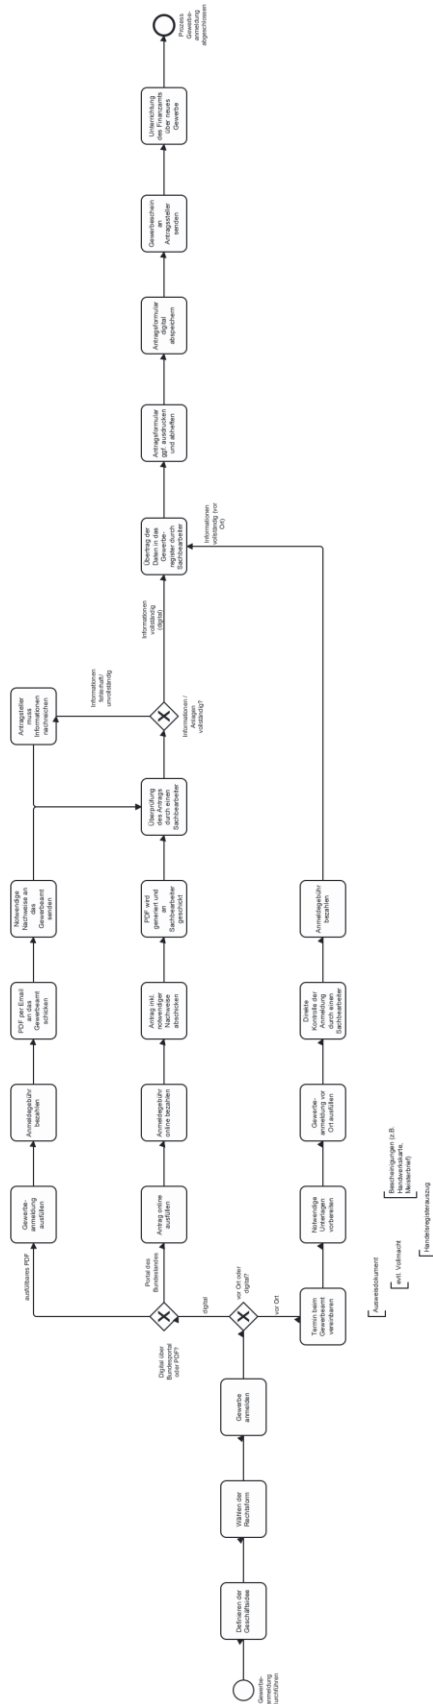 Gewerbe-
anmeldung
durchführen
Definieren der
Geschäftsidee
Wählen der
Rechtsform
Gewerbe
anmelden
vor Ort oder
digital?
digital
vor Ort
Digital über
Bundesportal
oder PDF?
ausfüllbares PDF
Gewerbe-
anmeldung
ausfüllen
Anmeldegebühr
bezahlen
PDF per Email
an das
Gewerbeamt
schicken
Notwendige
Nachweise an
das
Gewerbeamt
senden
Antragsteller
muss
Informationen
nachreichen
Portal des
Bundeslandes
Antrag online
ausfüllen
Anmeldegebühr
online bezahlen
Antrag inkl.
notwendiger
Nachweise
abschicken
PDF wird
generiert und
an
Sachbearbeiter
geschickt
Überprüfung
des Antrags
durch einen
Sachbearbeiter
Informationen /
Anlagen
vollständig?
Informationen
fehlerhaft/
unvollständig
Informationen
vollständig
(digital)
Termin beim
Gewerbeamt
vereinbaren
Notwendige
Unterlagen
vorbereiten
Gewerbe-
anmeldung vor
Ort ausfüllen
Direkte
Kontrolle der
Anmeldung
durch einen
Sachbearbeiter
Anmeldegebühr
bezahlen
Informationen
vollständig (vor
Ort)
Ausweisdokument
evtl. Vollmacht
Bescheinigungen (z.B.
Handwerkskarte,
Meisterbrief)
Handelsregisterauszug
Übertrag der
Daten in das
Gewerbe-
register durch
Sachbearbeiter
Antragsformular
ggf. ausdrucken
und abheften
Antragsformular
digital
abspeichern
Gewerbeschein
an
Antragssteller
senden
Unterrichtung
des Finanzamts
über neues
Gewerbe
Prozess
Gewerbe-
anmeldung
abgeschlossen